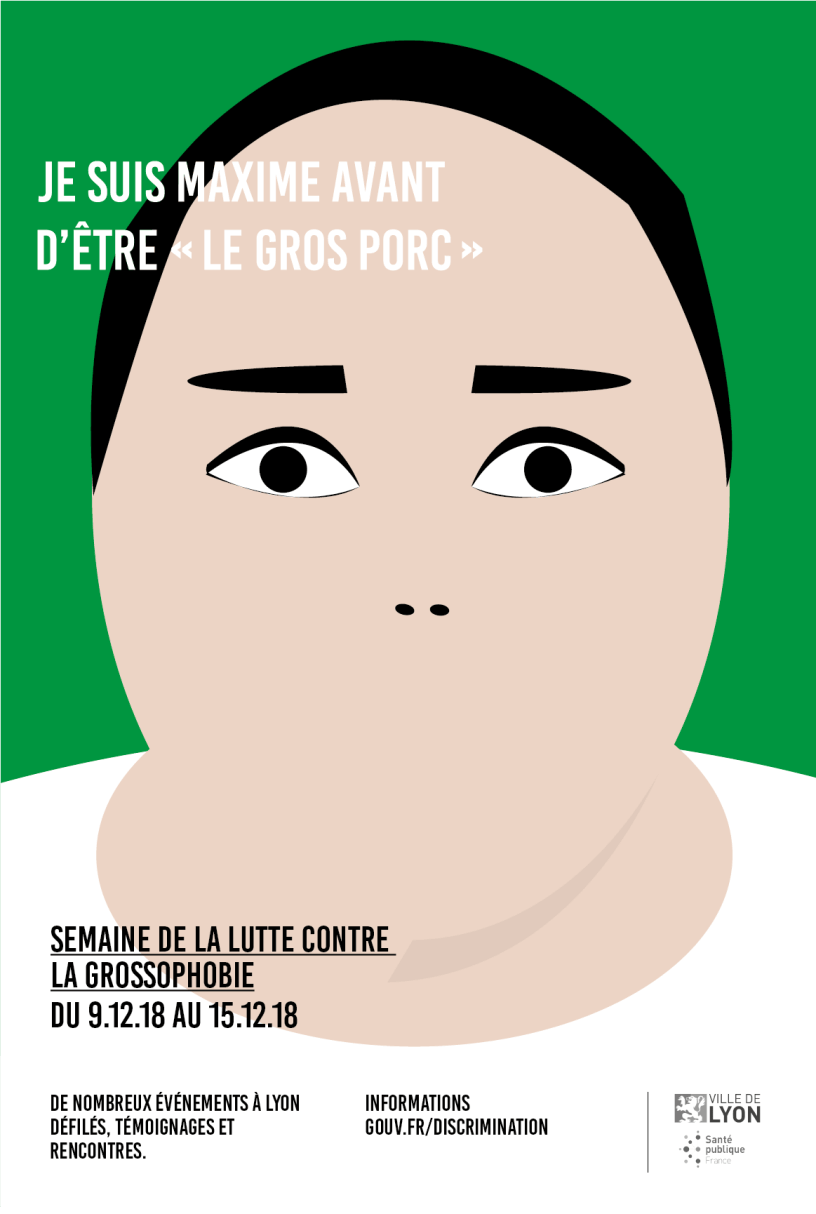 JE SUIS MAXIME AVANT
D'ÊTRE « LE GROS PORC »
SEMAINE DE LA LUTTE CONTRE
LA GROSSOPHOBIE
DU 9.12.18 AU 15.12.18
DE NOMBREUX ÉVÉNEMENTS À LYON
DÉFILÉS, TÉMOIGNAGES ET
RENCONTRES.
INFORMATIONS
GOUV.FR/DISCRIMINATION
VILLE DE
LYON
Santé
publique
France